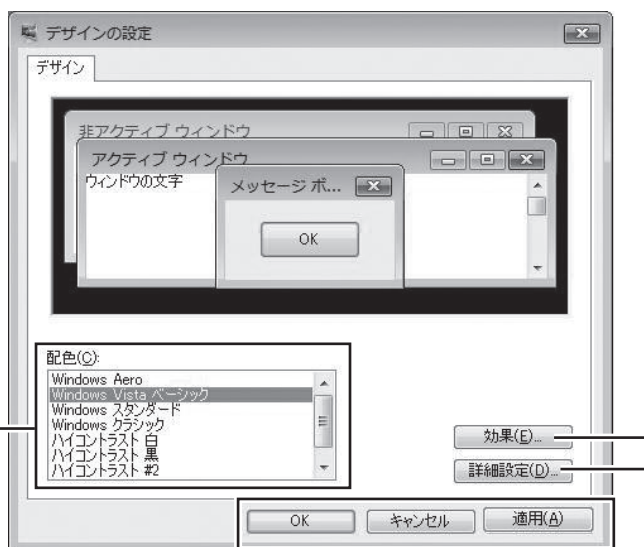 デザインの設定
デザイン
非アクティブ ウィンドウ
アクティブ ウィンドウ
ウィンドウの文字
メッセージ ボ...
OK
配色(C):
Windows Aero
Windows Vista ベーシック
Windows スタンダード
Windows クラシック
ハイコントラスト 白
ハイコントラスト 黒
ハイコントラスト #2
効果(E)...
詳細設定(D)...
OK
キャンセル
適用(A)